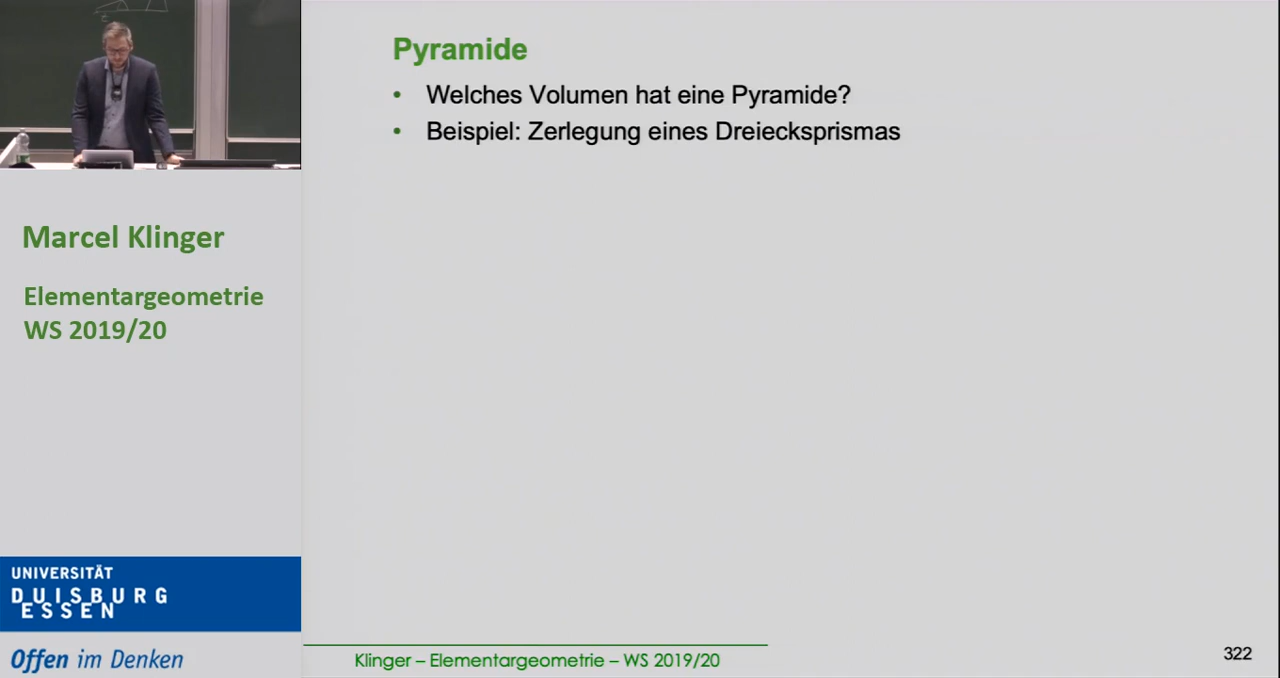 Pyramide
• Welches Volumen hat eine Pyramide?
• Beispiel: Zerlegung eines Dreiecksprismas
Marcel Klinger
Elementargeometrie
WS 2019/20
UNIVERSITÄT
DUISBURG
ESSEN
Offen im Denken
Klinger – Elementargeometrie – WS 2019/20
322